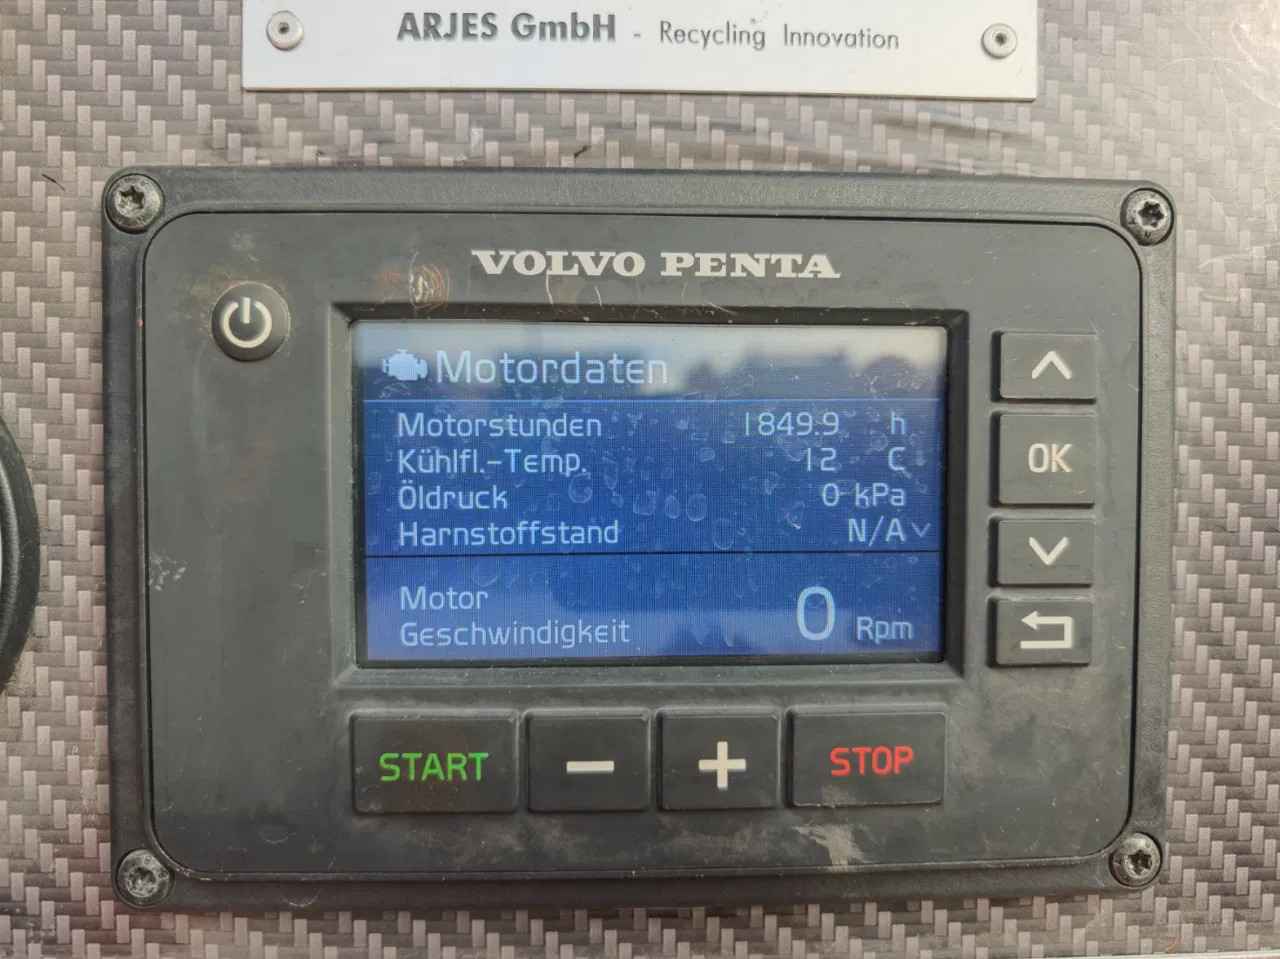 ARJES GmbH - Recycling Innovation
VOLVO PENTA
Motordaten
Motorstunden 1849.9 h
Kühlfl.-Temp. 12 C
Öldruck 0 kPa
Harnstoffstand N/A
Motor
Geschwindigkeit 0 Rpm
OK
START - + STOP